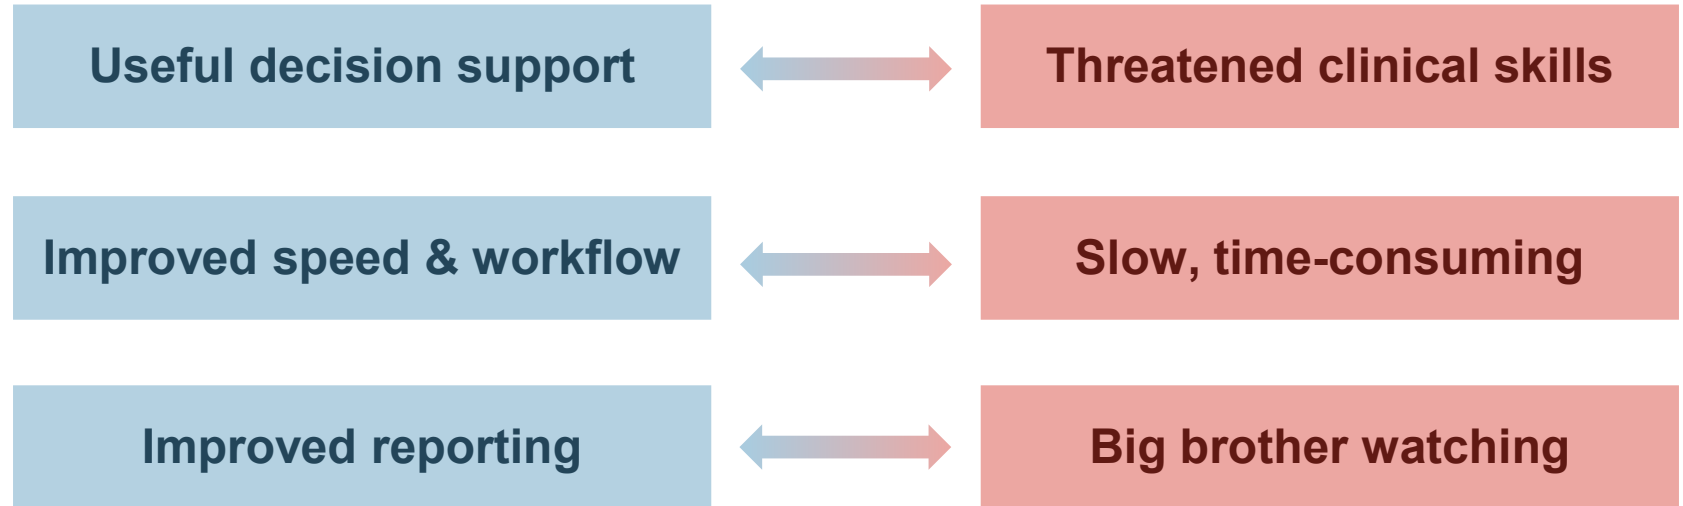 Useful decision support
Threatened clinical skills
Improved speed & workflow
Slow, time-consuming
Improved reporting
Big brother watching